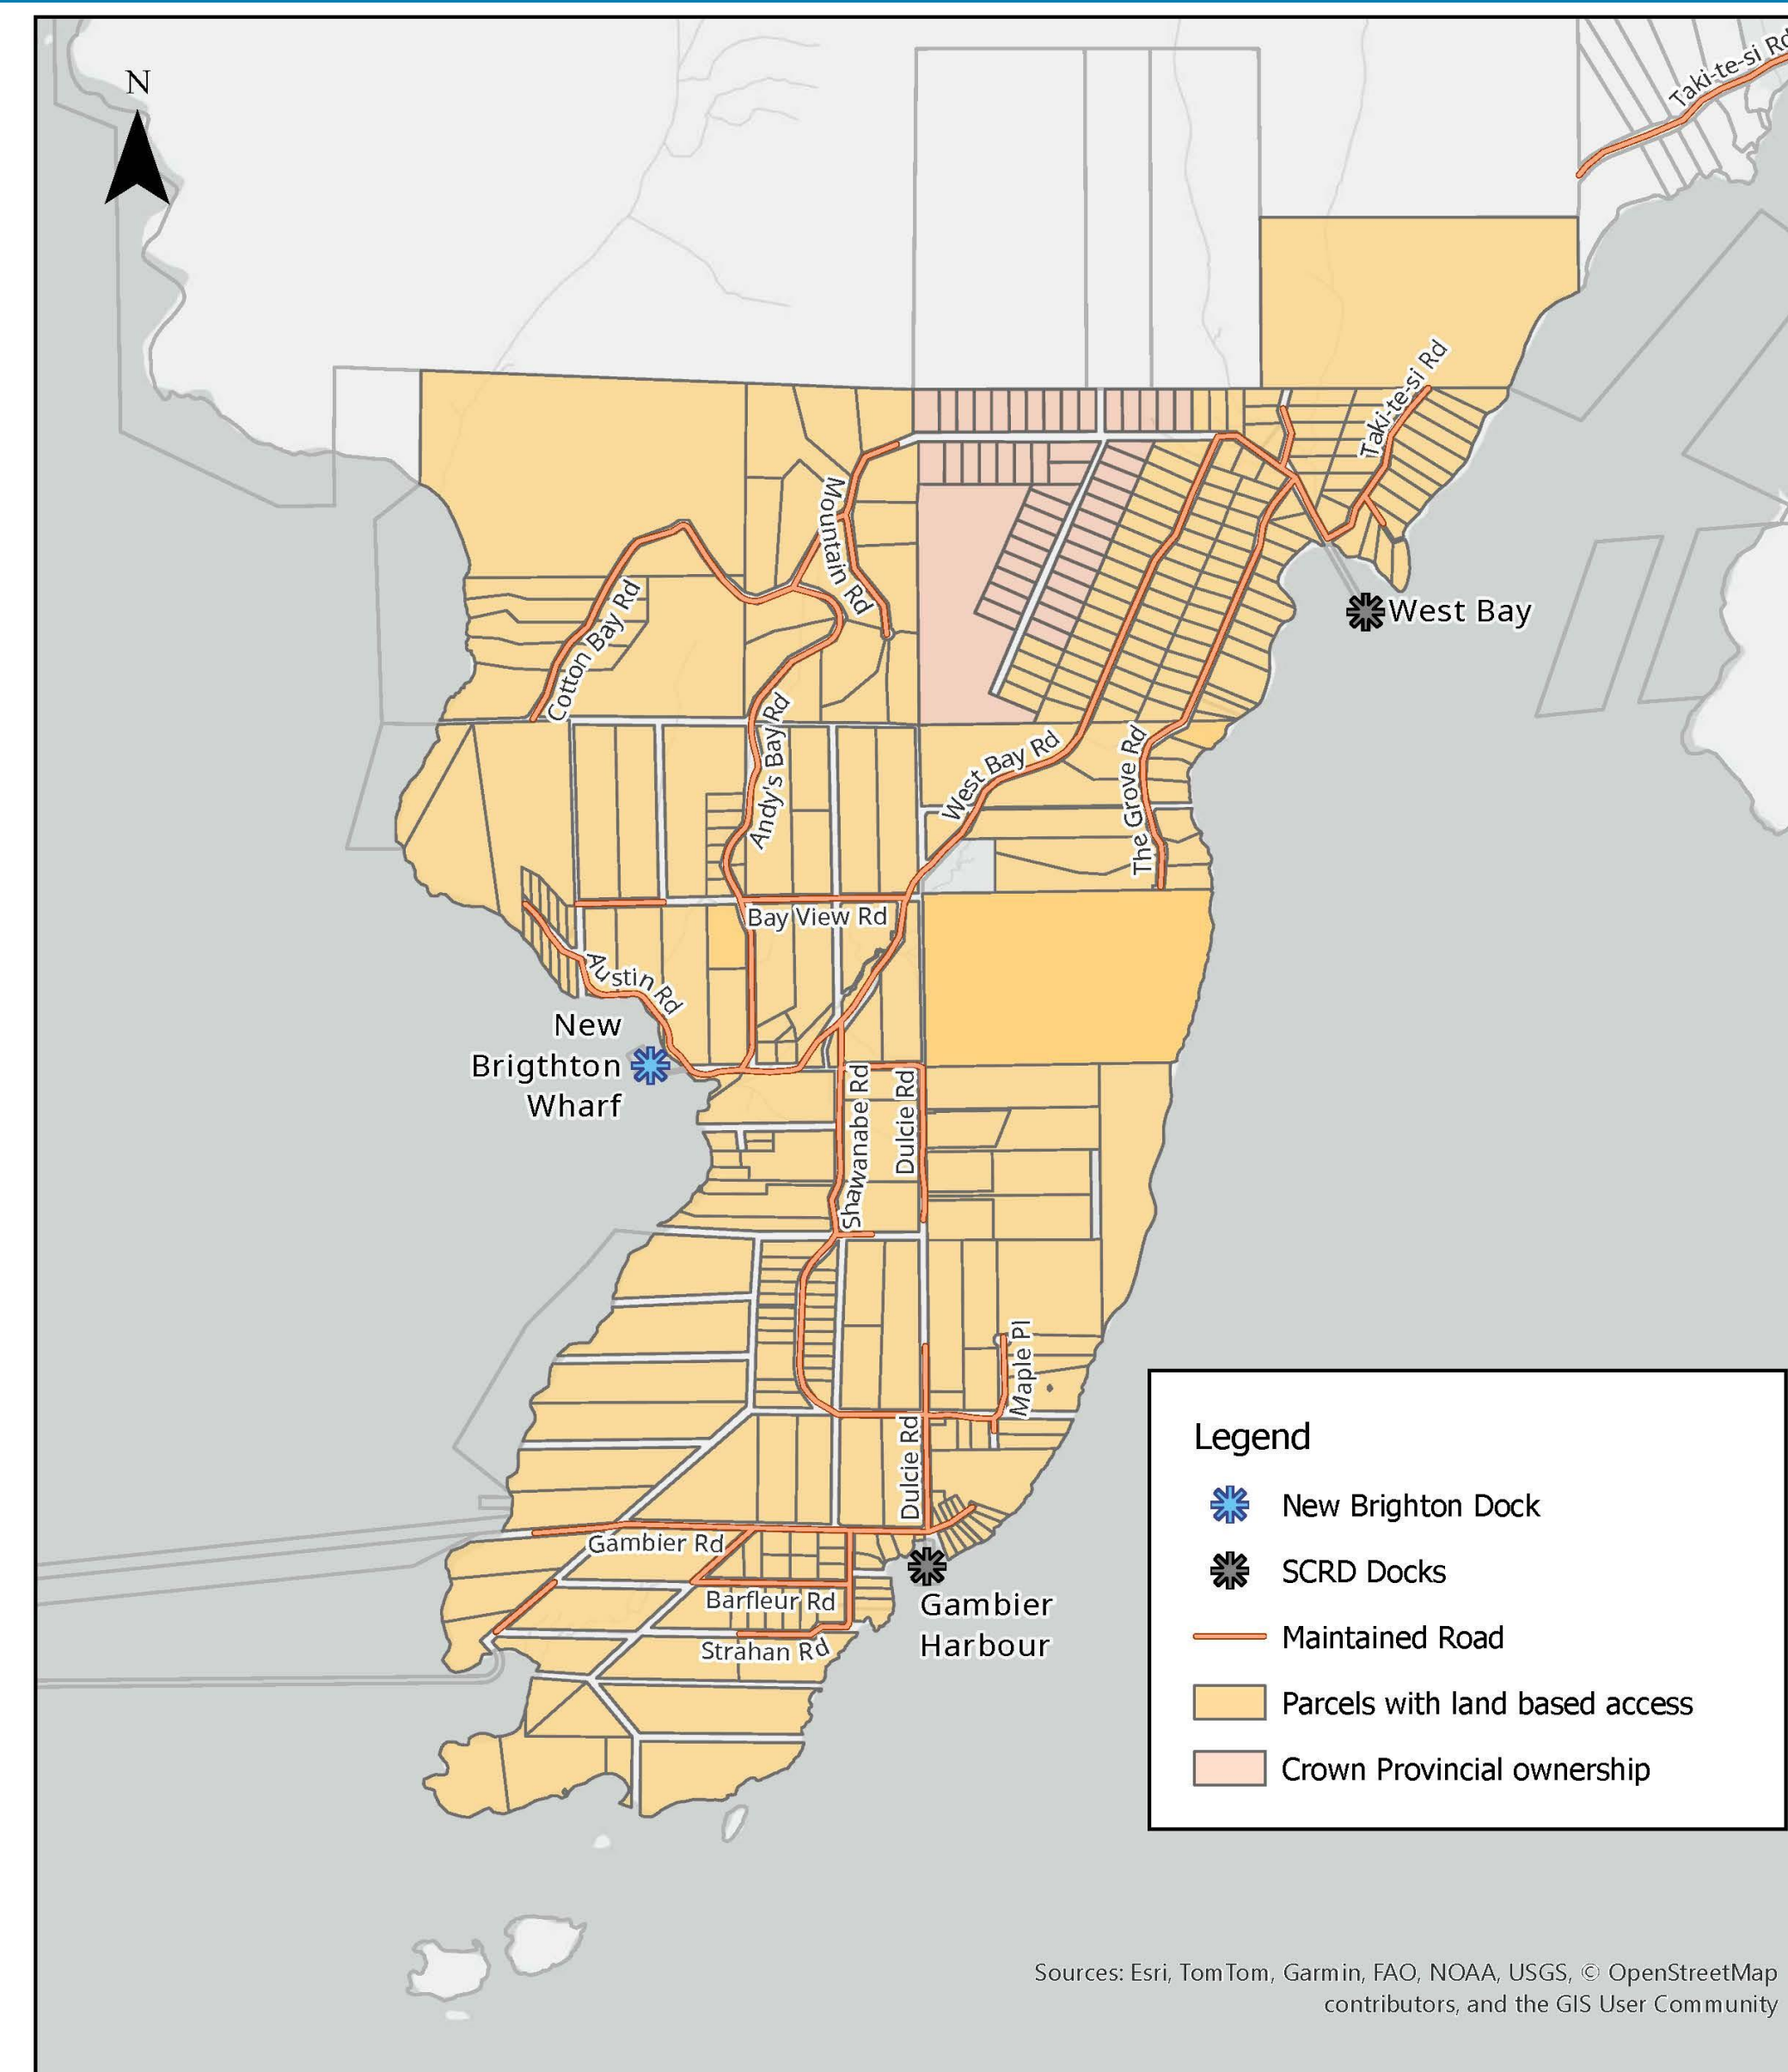 N
Taki-te-si Rd
Taki-te-si Rd
Mountain Rd
Cotton Bay Rd
West Bay
Andy's Bay Rd
West Bay Rd
The Grove Rd
Bay View Rd
Austin Rd
New
Brigthton
Wharf
Shawanabe Rd
Dulcie Rd
Maple Pl
Dulcie Rd
Gambier Rd
Barfleur Rd
Strahan Rd
Gambier
Harbour
Legend
New Brighton Dock
SCRD Docks
Maintained Road
Parcels with land based access
Crown Provincial ownership
Sources: Esri, TomTom, Garmin, FAO, NOAA, USGS, © OpenStreetMap
contributors, and the GIS User Community